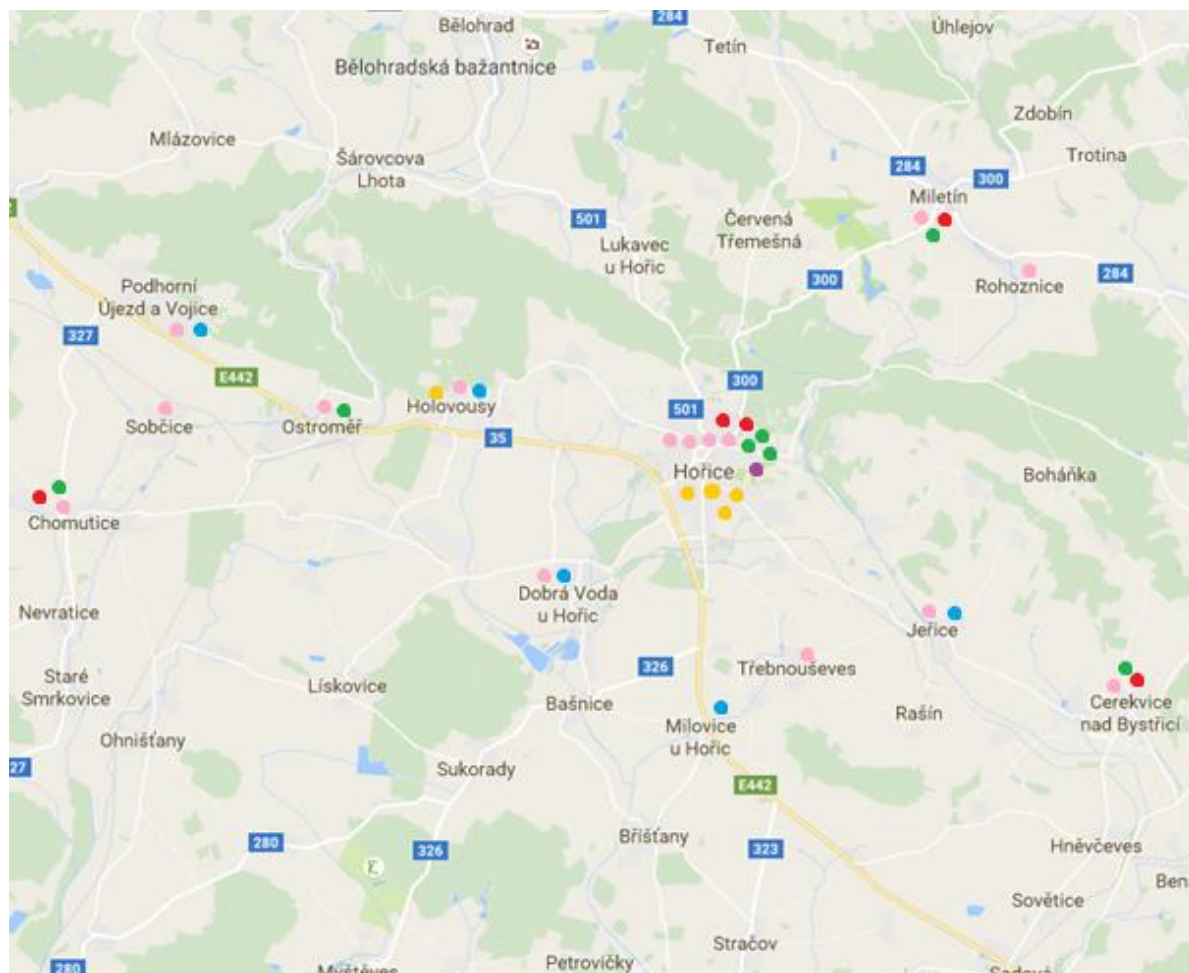 284
Bělohrad
Úhlejov
Tetín
Bělohradská bažantnice
Zdobín
Mlázovice
Trotina
Šárovcova
Lhota
284
300
Miletín
501
Červená
Třemešná
Lukavec
u Hořic
300
284
Rohoznice
Podhorní
Újezd a Vojice
327
E442
300
Holovousy
501
Sobčice
Ostroměř
35
Hořice
Boháňka
Chomutice
Dobrá Voda
u Hořic
Nevratice
Jeřice
326
Třebnouševes
Staré
Smrkovice
Lískovice
Bašnice
Cerekvice
nad Bystřicí
Rašín
Milovice
u Hořic
Ohnišťany
27
Sukorady
E442
Bříšťany
280
326
323
Hněvčeves
Ben
Sovětice
Stračov
Petrovičky
280
Myštěves
Sadová